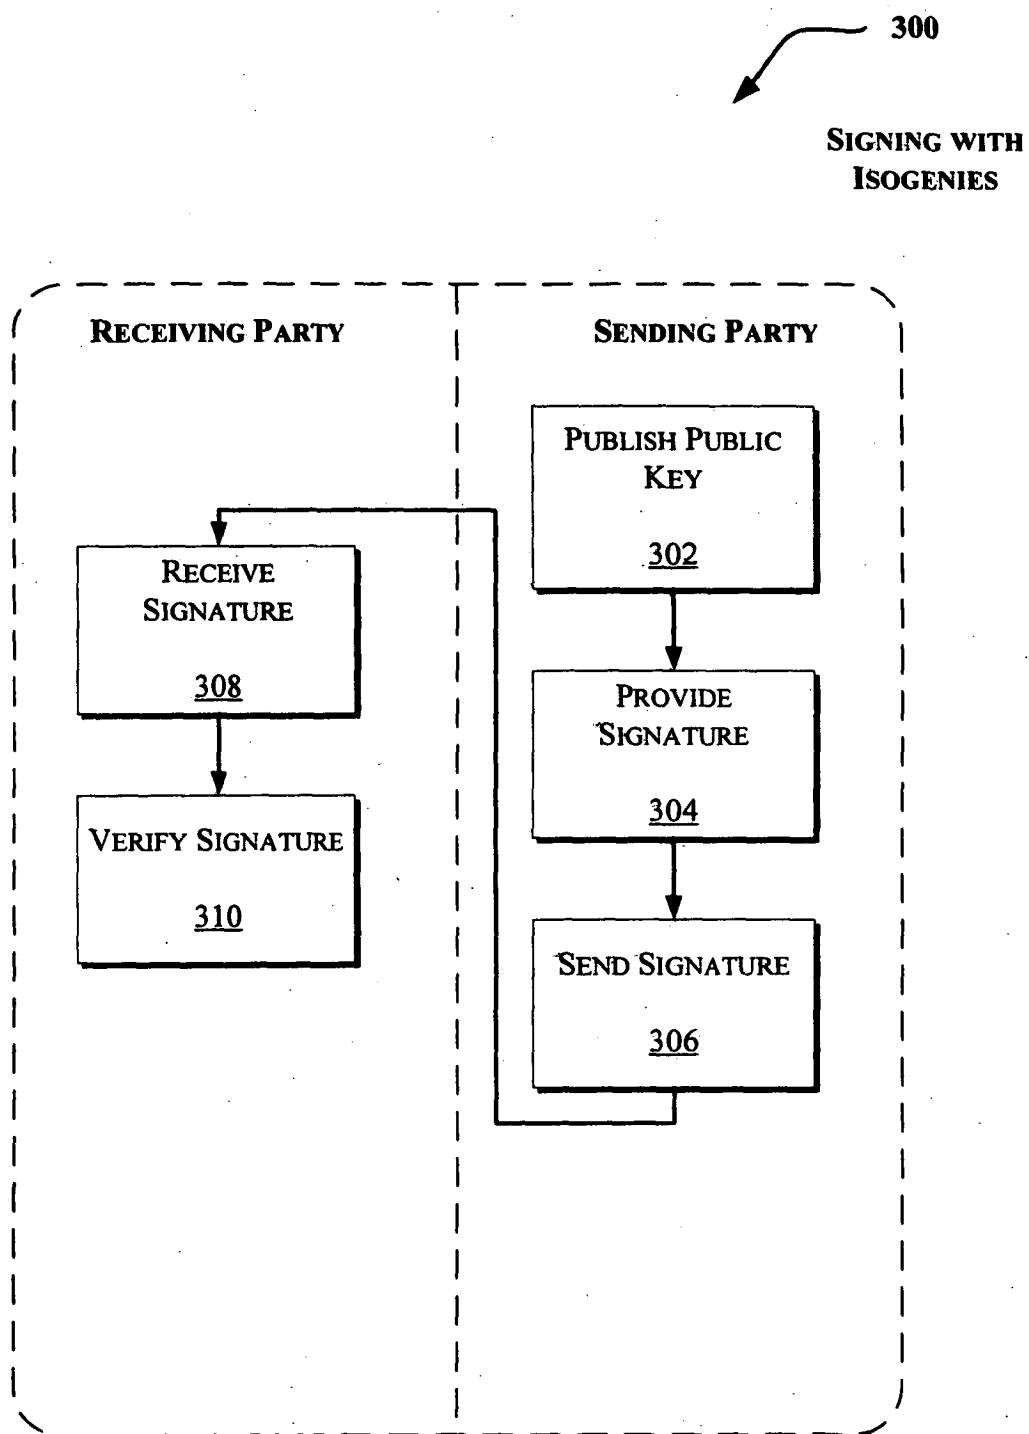 300
SIGNING WITH
ISOGENIES
RECEIVING PARTY
SENDING PARTY
PUBLISH PUBLIC
KEY
302
RECEIVE
SIGNATURE
308
PROVIDE
SIGNATURE
304
VERIFY SIGNATURE
310
SEND SIGNATURE
306